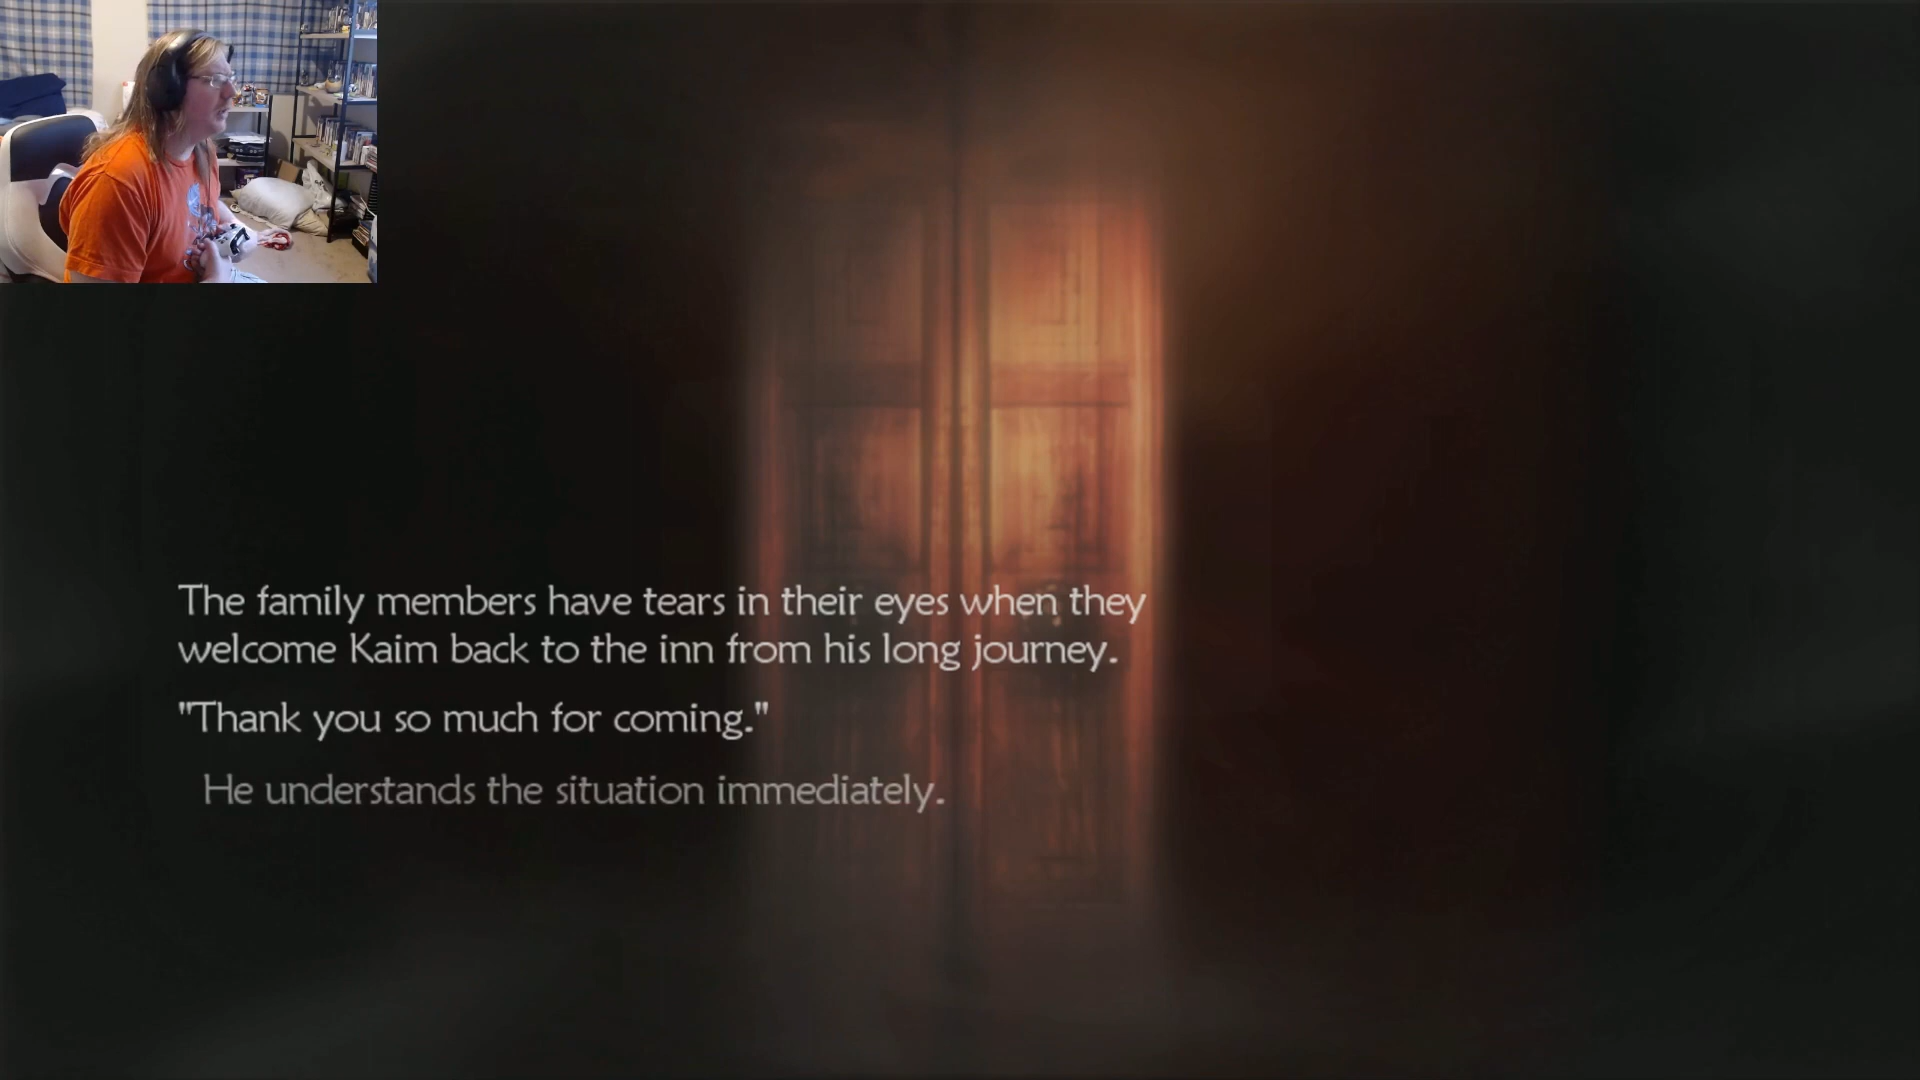 The family members have tears in their eyes when they
welcome Kaim back to the inn from his long journey.
"Thank you so much for coming."
He understands the situation immediately.